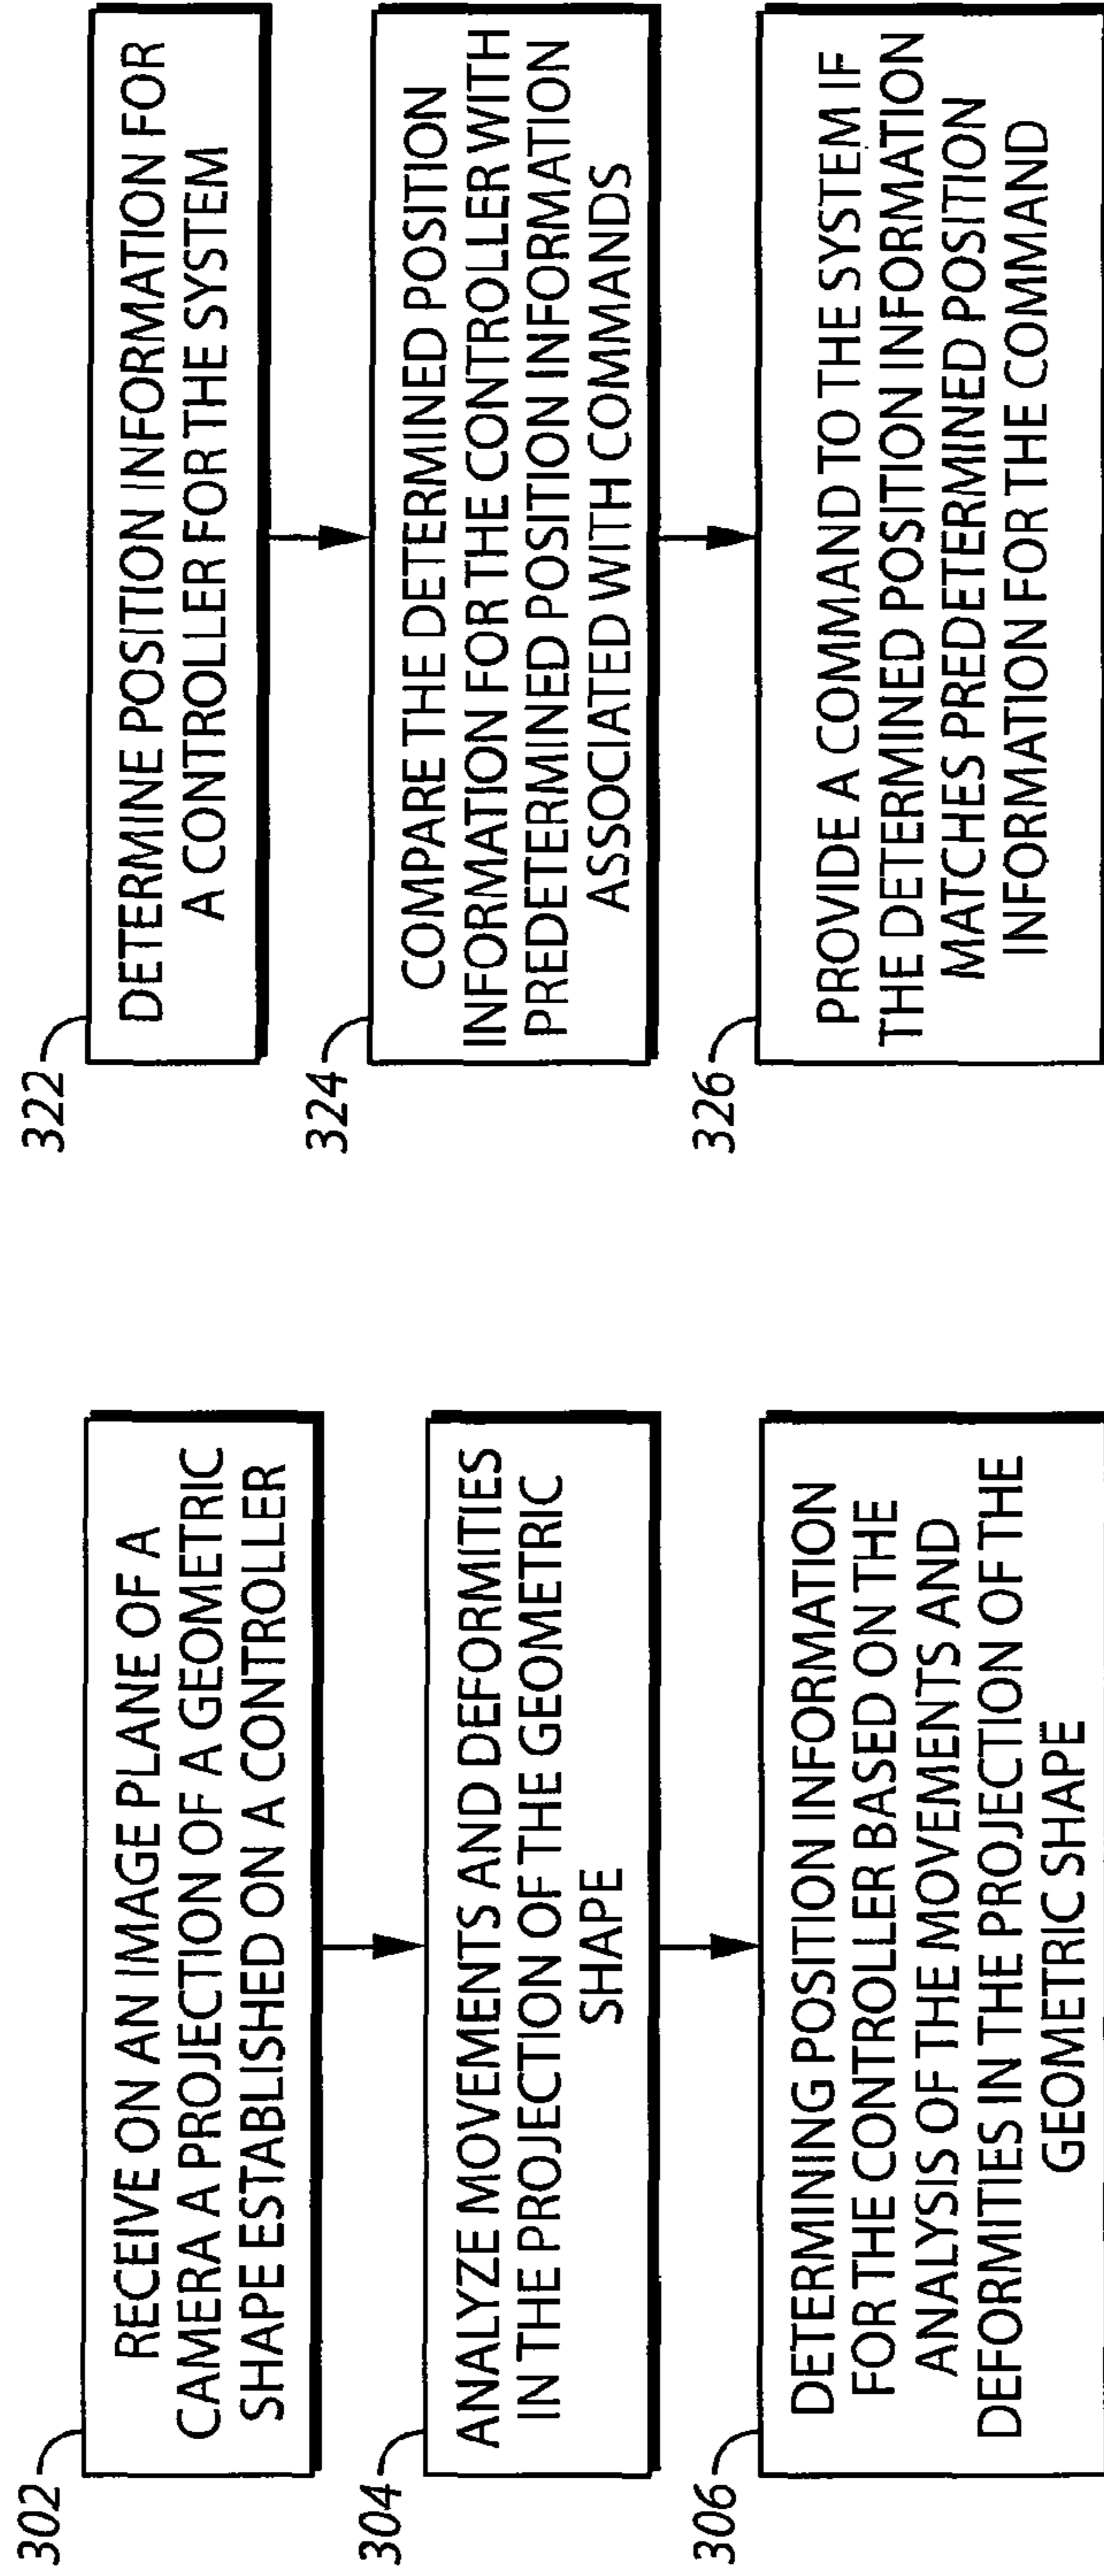 302
RECEIVE ON AN IMAGE PLANE OF A
CAMERA A PROJECTION OF A GEOMETRIC
SHAPE ESTABLISHED ON A CONTROLLER
304
ANALYZE MOVEMENTS AND DEFORMITIES
IN THE PROJECTION OF THE GEOMETRIC
SHAPE
306
DETERMINING POSITION INFORMATION
FOR THE CONTROLLER BASED ON THE
ANALYSIS OF THE MOVEMENTS AND
DEFORMITIES IN THE PROJECTION OF THE
GEOMETRIC SHAPE
322
DETERMINE POSITION INFORMATION FOR
A CONTROLLER FOR THE SYSTEM
324
COMPARE THE DETERMINED POSITION
INFORMATION FOR THE CONTROLLER WITH
PREDETERMINED POSITION INFORMATION
ASSOCIATED WITH COMMANDS
326
PROVIDE A COMMAND TO THE SYSTEM IF
THE DETERMINED POSITION INFORMATION
MATCHES PREDETERMINED POSITION
INFORMATION FOR THE COMMAND